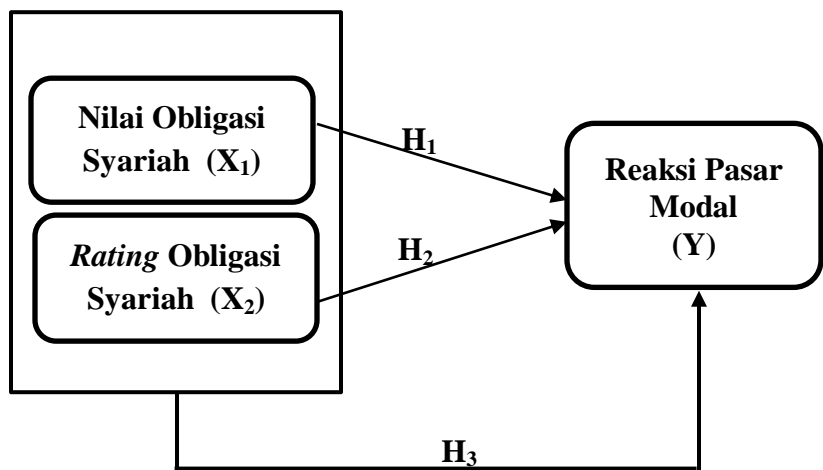 Nilai Obligasi
Syariah (X₁)
H₁
Reaksi Pasar
Modal
(Y)
Rating Obligasi
Syariah (X₂)
H₂
H₃